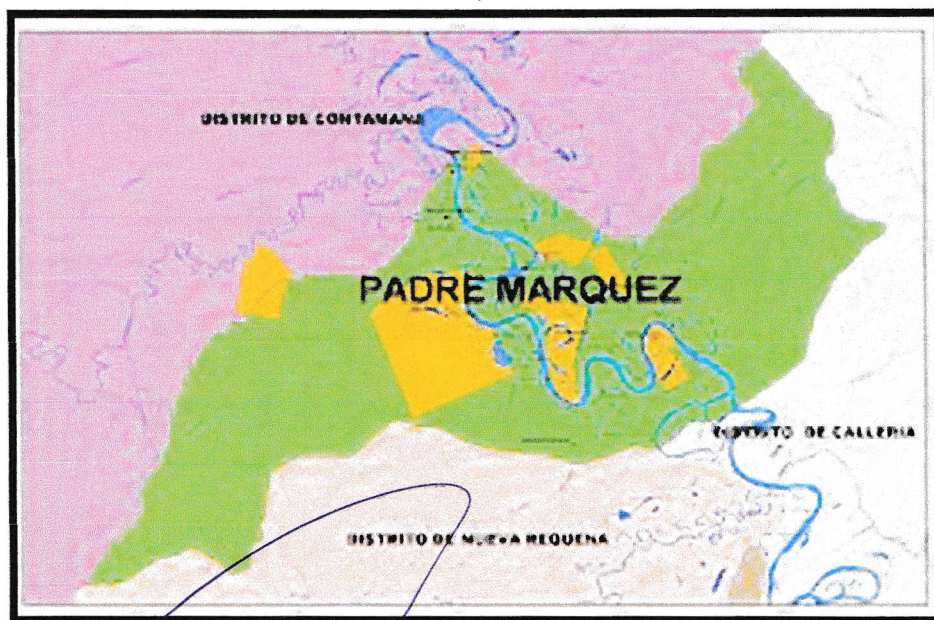 DISTRITO DE CONTAMANA
PADRE MARQUEZ
DISTRITO DE CALLERIA
DISTRITO DE NUEVA REQUENA